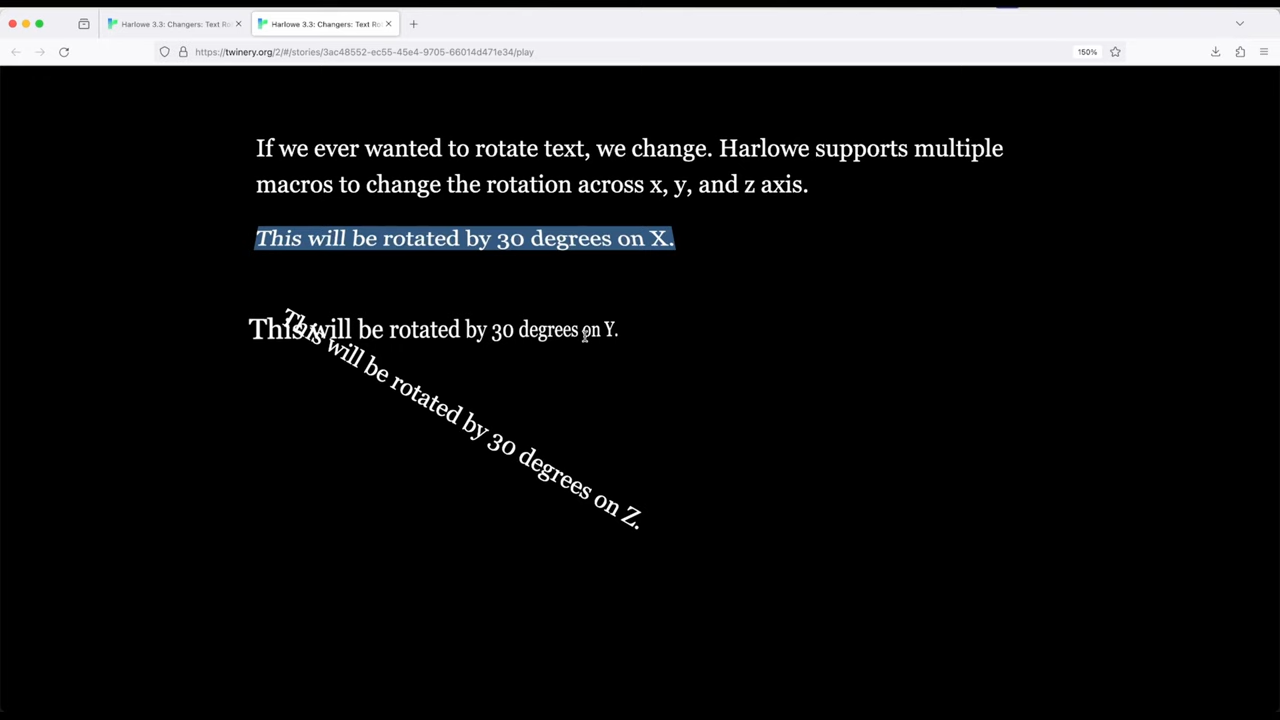 Harlowe 3.3: Changers: Text Ro
Harlowe 3.3: Changers: Text Ro
https://twinery.org/2/#/stories/3ac48552-ec55-45e4-9705-66014d471e34/play
150%
If we ever wanted to rotate text, we change. Harlowe supports multiple
macros to change the rotation across x, y, and z axis.
This will be rotated by 30 degrees on X.
This will be rotated by 30 degrees on Y.
This will be rotated by 30 degrees on Z.